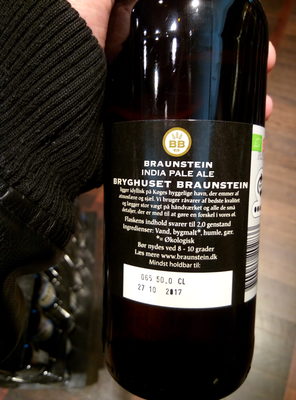 BB
BRAUNSTEIN
INDIA PALE ALE
BRYGHUSET BRAUNSTEIN
ligger idyllisk på Køges hyggelige havn, der emmer af
atmosfære og sjæl. Vi bruger råvarer af bedste kvalitet
og lægger stor vægt på håndværket og alle de små
detaljer, der er med til at gøre en forskel i vores øl.
Flaskens indhold svarer til 2,0 genstand
Ingredienser: Vand, bygmalt*, humle, gær.
*= Økologisk
Bør nydes ved 8 - 10 grader
Læs mere www.braunstein.dk
Mindst holdbar til:
065 50.0 CL
27 10 2017